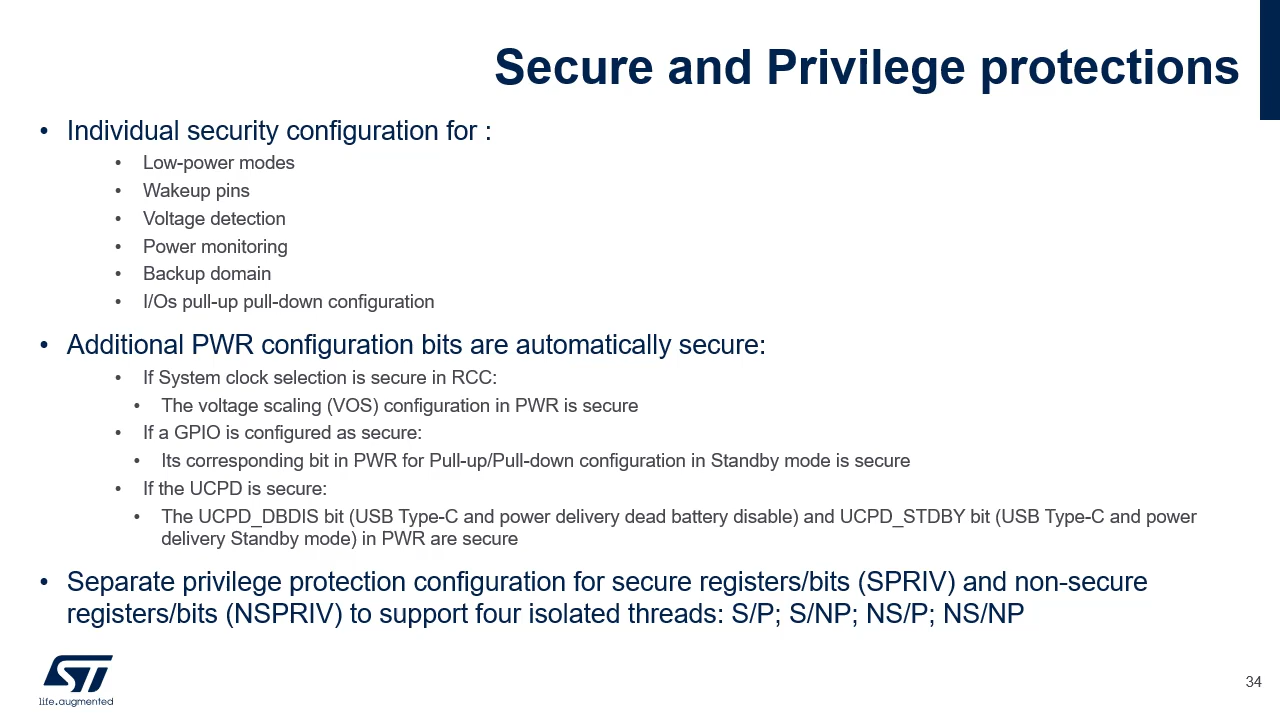 Secure and Privilege protections
• Individual security configuration for :
• Low-power modes
• Wakeup pins
• Voltage detection
• Power monitoring
• Backup domain
• I/Os pull-up pull-down configuration
• Additional PWR configuration bits are automatically secure:
• If System clock selection is secure in RCC:
• The voltage scaling (VOS) configuration in PWR is secure
• If a GPIO is configured as secure:
• Its corresponding bit in PWR for Pull-up/Pull-down configuration in Standby mode is secure
• If the UCPD is secure:
• The UCPD_DBDIS bit (USB Type-C and power delivery dead battery disable) and UCPD_STDBY bit (USB Type-C and power
delivery Standby mode) in PWR are secure
• Separate privilege protection configuration for secure registers/bits (SPRIV) and non-secure
registers/bits (NSPRIV) to support four isolated threads: S/P; S/NP; NS/P; NS/NP
ST
life.augmented
34